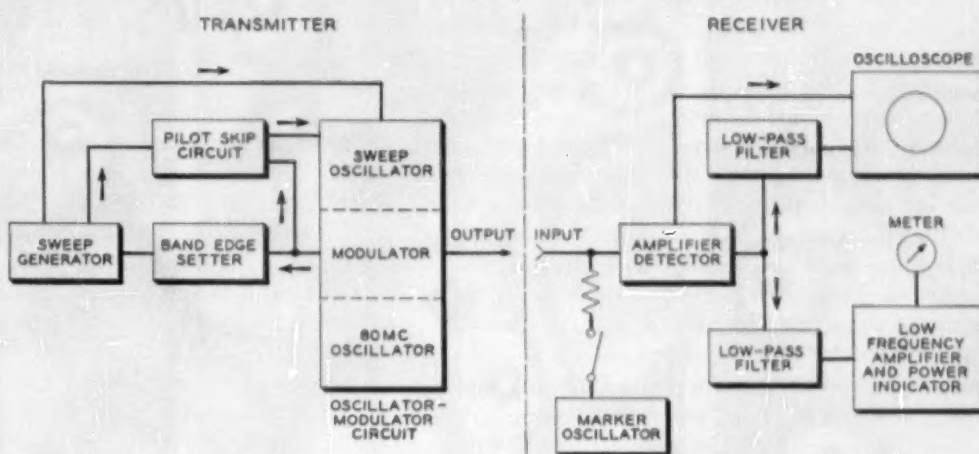 TRANSMITTER
RECEIVER
OSCILLOSCOPE
PILOT SKIP
CIRCUIT
SWEEP
OSCILLATOR
LOW-PASS
FILTER
SWEEP
GENERATOR
BAND EDGE
SETTER
MODULATOR
OUTPUT
INPUT
AMPLIFIER
DETECTOR
METER
80MC
OSCILLATOR
LOW-PASS
FILTER
LOW
FREQUENCY
AMPLIFIER
AND POWER
INDICATOR
OSCILLATOR-
MODULATOR
CIRCUIT
MARKER
OSCILLATOR